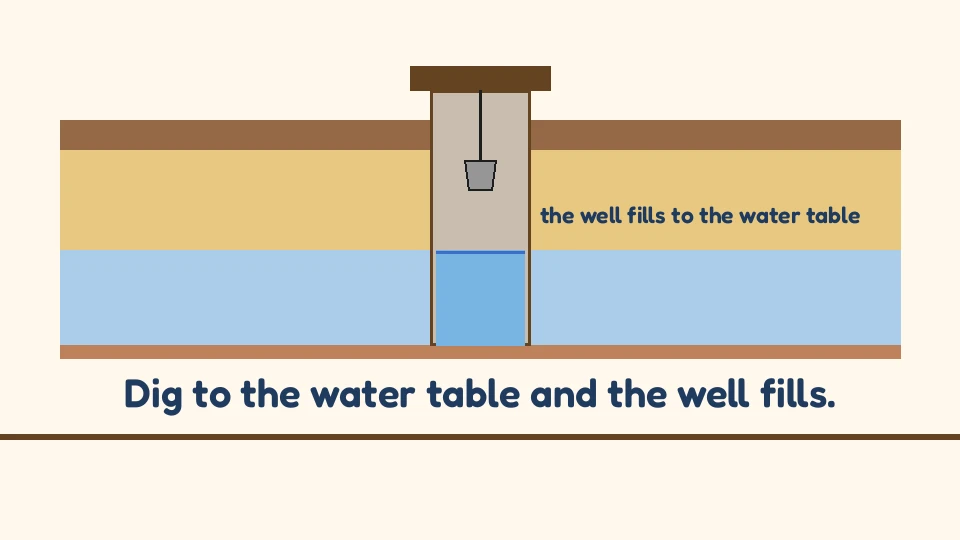 the well fills to the water table
Dig to the water table and the well fills.